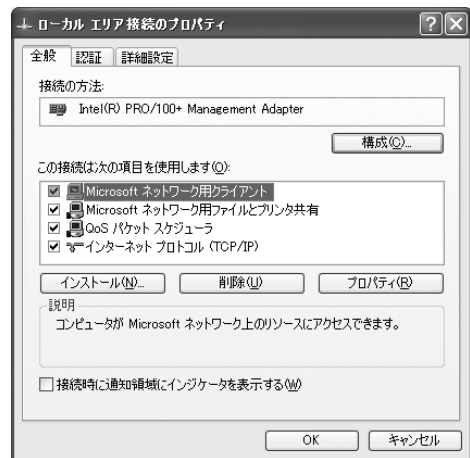 ローカル エリア接続のプロパティ
全般 認証 詳細設定
接続の方法:
Intel(R) PRO/100+ Management Adapter
構成(C)...
この接続は次の項目を使用します(O):
Microsoft ネットワーク用クライアント
Microsoft ネットワーク用ファイルとプリンタ共有
QoS パケット スケジューラ
インターネット プロトコル (TCP/IP)
インストール(N)... 削除(U) プロパティ(R)
説明
コンピュータが Microsoft ネットワーク上のリソースにアクセスできます。
接続時に通知領域にインジケータを表示する(W)
OK キャンセル